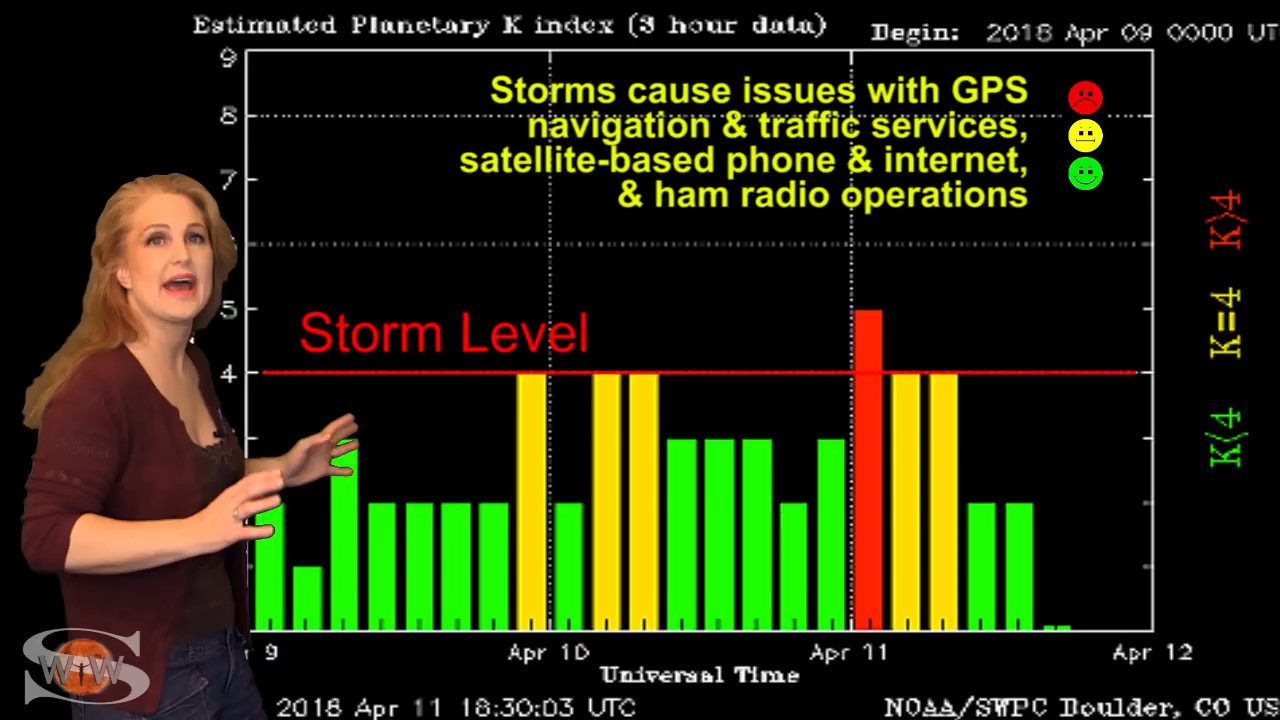 Estimated Planetary K index (3 hour data)
Begin: 2018 Apr 09 0000 UT
9
8
7
5
4
Storms cause issues with GPS
navigation & traffic services,
satellite-based phone & internet,
& ham radio operations
Storm Level
K>4
K=4
K<4
9
Apr 10
Apr 11
Apr 12
Universal Time
2018 Apr 11 18:30:03 UTC
NOAA/SWPC Boulder, CO US
S
WTW